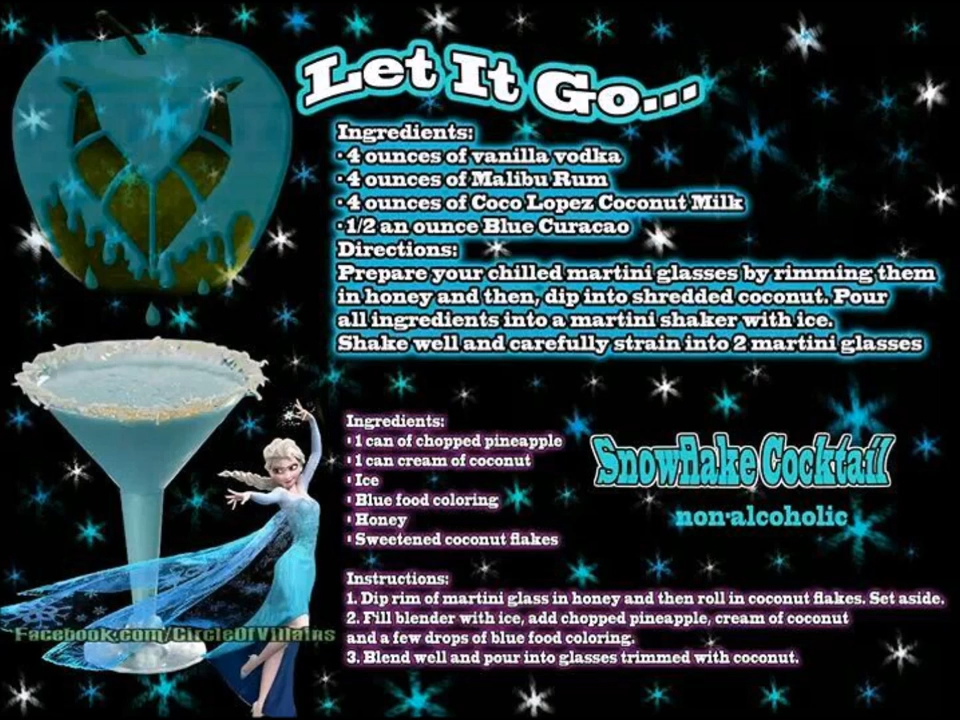 Let It Go...
Ingredients:
· 4 ounces of vanilla vodka
· 4 ounces of Malibu Rum
· 4 ounces of Coco Lopez Coconut Milk
· 1/2 an ounce Blue Curacao
Directions:
Prepare your chilled martini glasses by rimming them
in honey and then, dip into shredded coconut. Pour
all ingredients into a martini shaker with ice.
Shake well and carefully strain into 2 martini glasses
Snowflake Cocktail
non-alcoholic
Ingredients:
· 1 can of chopped pineapple
· 1 can cream of coconut
· Ice
· Blue food coloring
· Honey
· Sweetened coconut flakes
Instructions:
1. Dip rim of martini glass in honey and then roll in coconut flakes. Set aside.
2. Fill blender with ice, add chopped pineapple, cream of coconut
and a few drops of blue food coloring.
3. Blend well and pour into glasses trimmed with coconut.
Facebook.com/CircleOfVillains